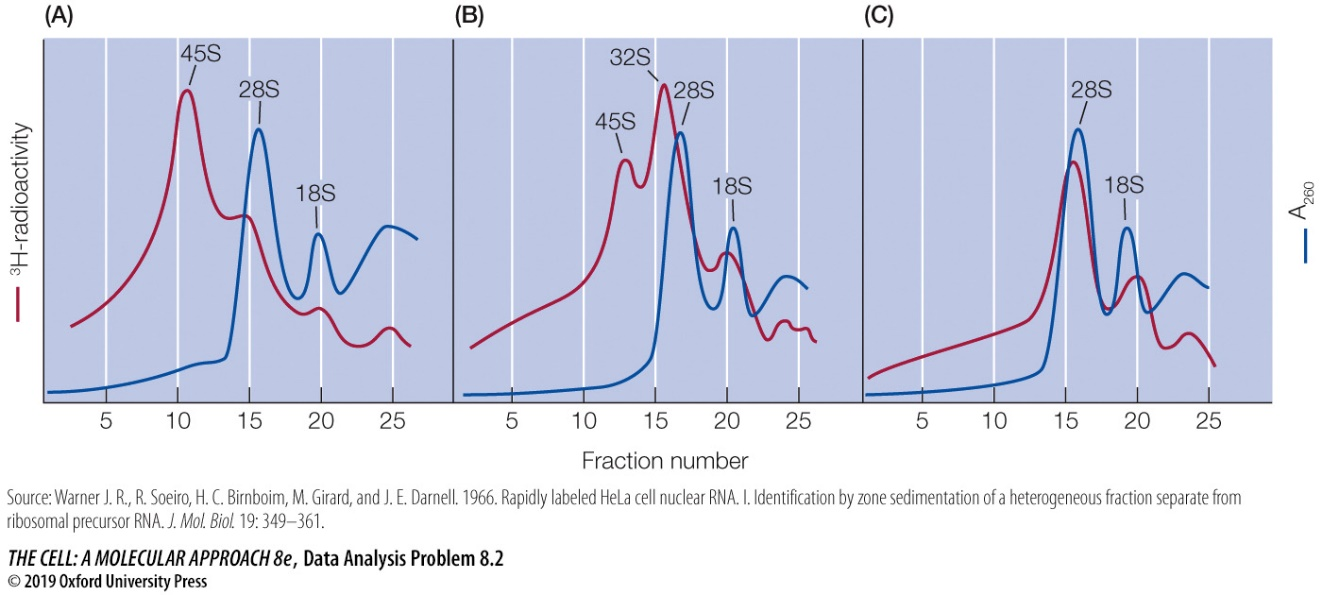 (A) (B) (C)
45S
28S
18S
32S
28S
45S
18S
28S
18S
³H-radioactivity
A₂₆₀
5 10 15 20 25 5 10 15 20 25 5 10 15 20 25
Fraction number
Source: Warner J. R., R. Soeiro, H. C. Birnboim, M. Girard, and J. E. Darnell. 1966. Rapidly labeled HeLa cell nuclear RNA. I. Identification by zone sedimentation of a heterogeneous fraction separate from
ribosomal precursor RNA. J. Mol. Biol. 19: 349–361.
THE CELL: A MOLECULAR APPROACH 8e, Data Analysis Problem 8.2
© 2019 Oxford University Press